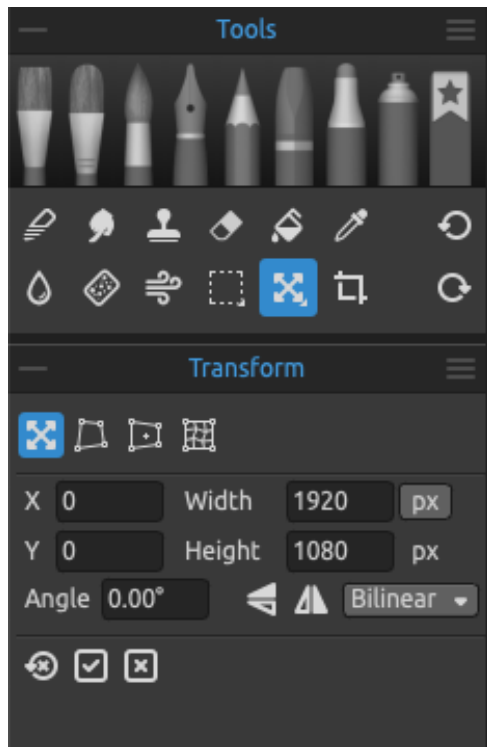 Tools
Transform
X 0 Width 1920 px
Y 0 Height 1080 px
Angle 0.00° Bilinear